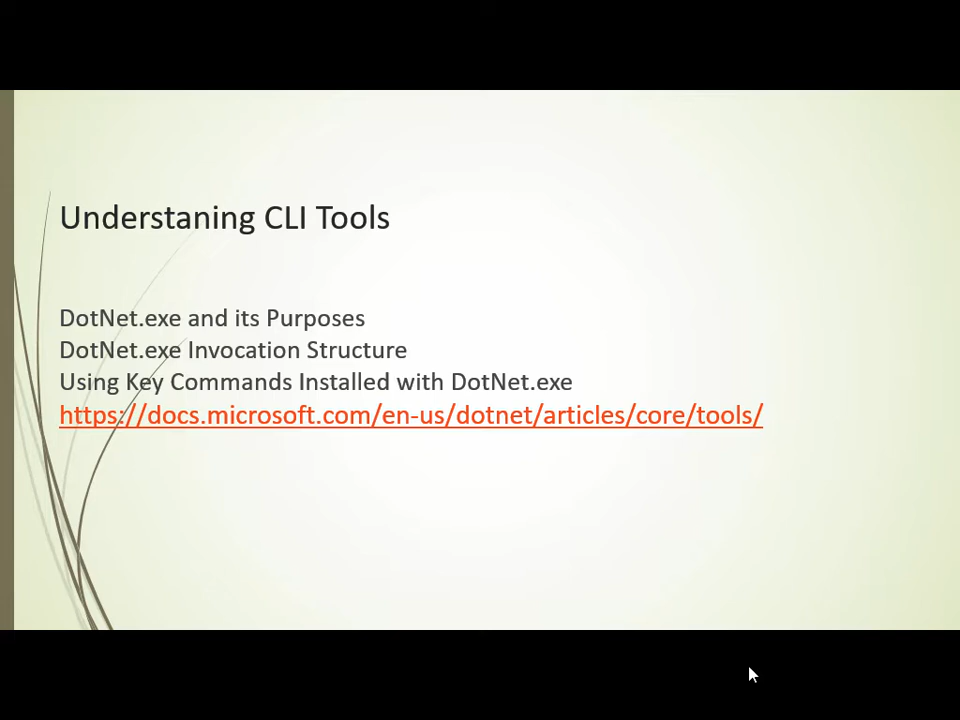 Understaning CLI Tools
DotNet.exe and its Purposes
DotNet.exe Invocation Structure
Using Key Commands Installed with DotNet.exe
https://docs.microsoft.com/en-us/dotnet/articles/core/tools/